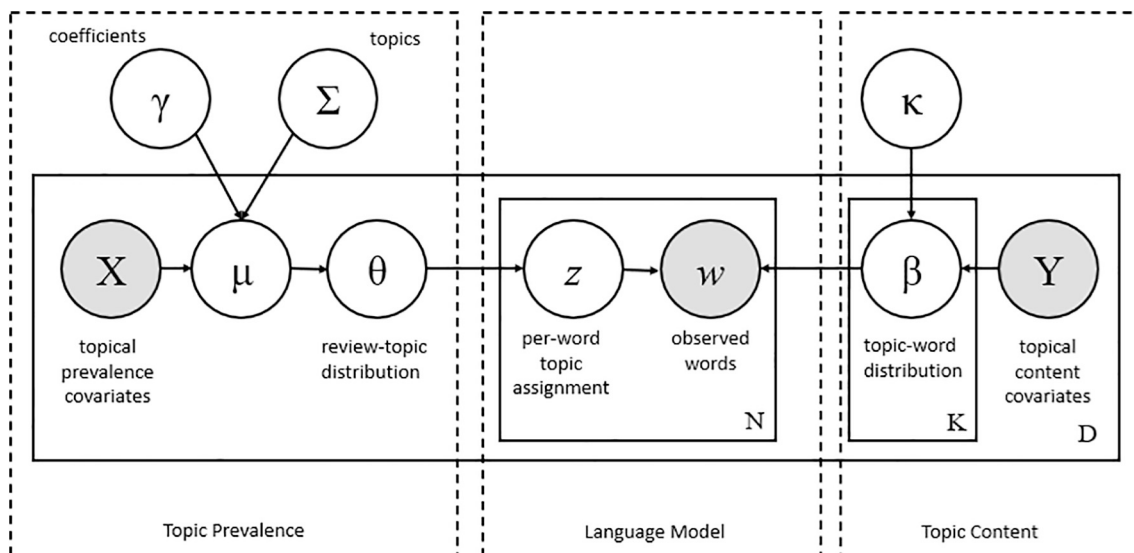 coefficients
topics
γ
Σ
κ
X
μ
θ
z
w
β
Y
topical
prevalence
covariates
review-topic
distribution
per-word
topic
assignment
observed
words
topic-word
distribution
topical
content
covariates
N
K
D
Topic Prevalence
Language Model
Topic Content